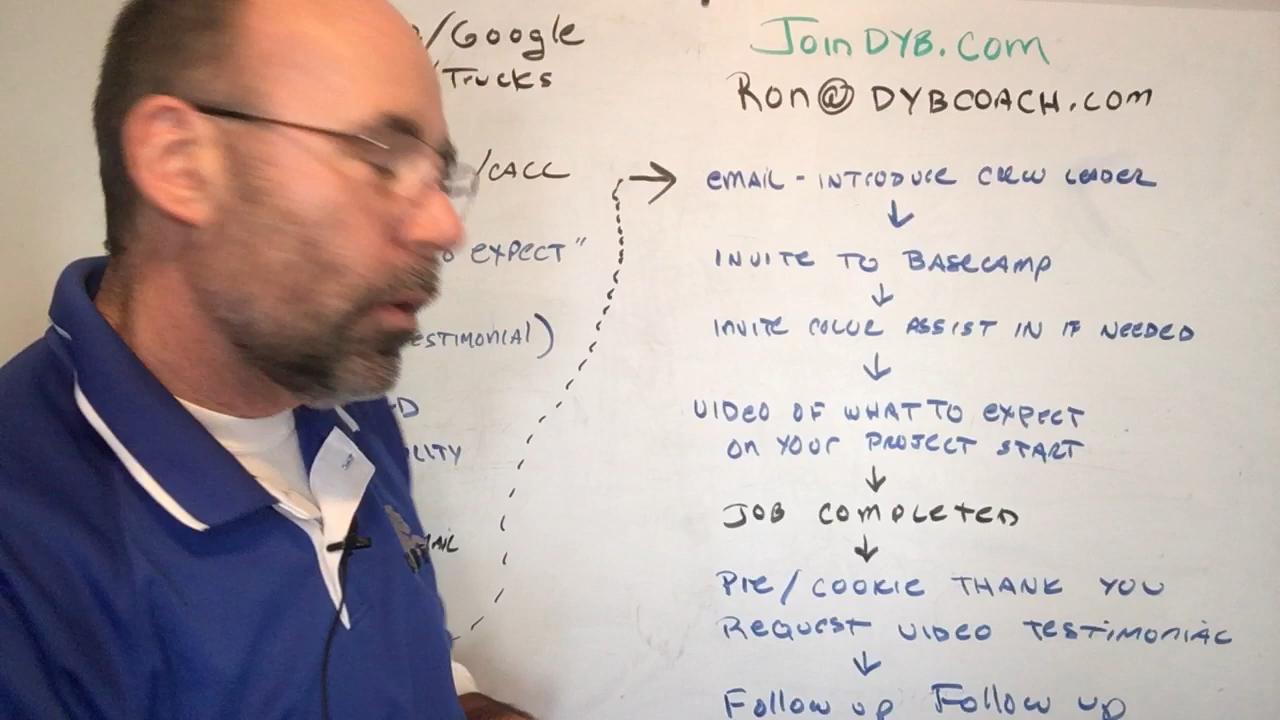 /Google
Trucks
/CALL
EXPECT"
ESTIMONIAL)
LITY
AIL
JoinDYB.com
Ron@DYBCOACH.com
EMAIL - INTRODUCE CREW LEADER
INVITE TO BASECAMP
INVITE COLOR ASSIST IN IF NEEDED
VIDEO OF WHAT TO EXPECT
ON YOUR PROJECT START
JOB COMPLETED
PIE/COOKIE THANK YOU
REQUEST VIDEO TESTIMONIAL
Follow up Follow up